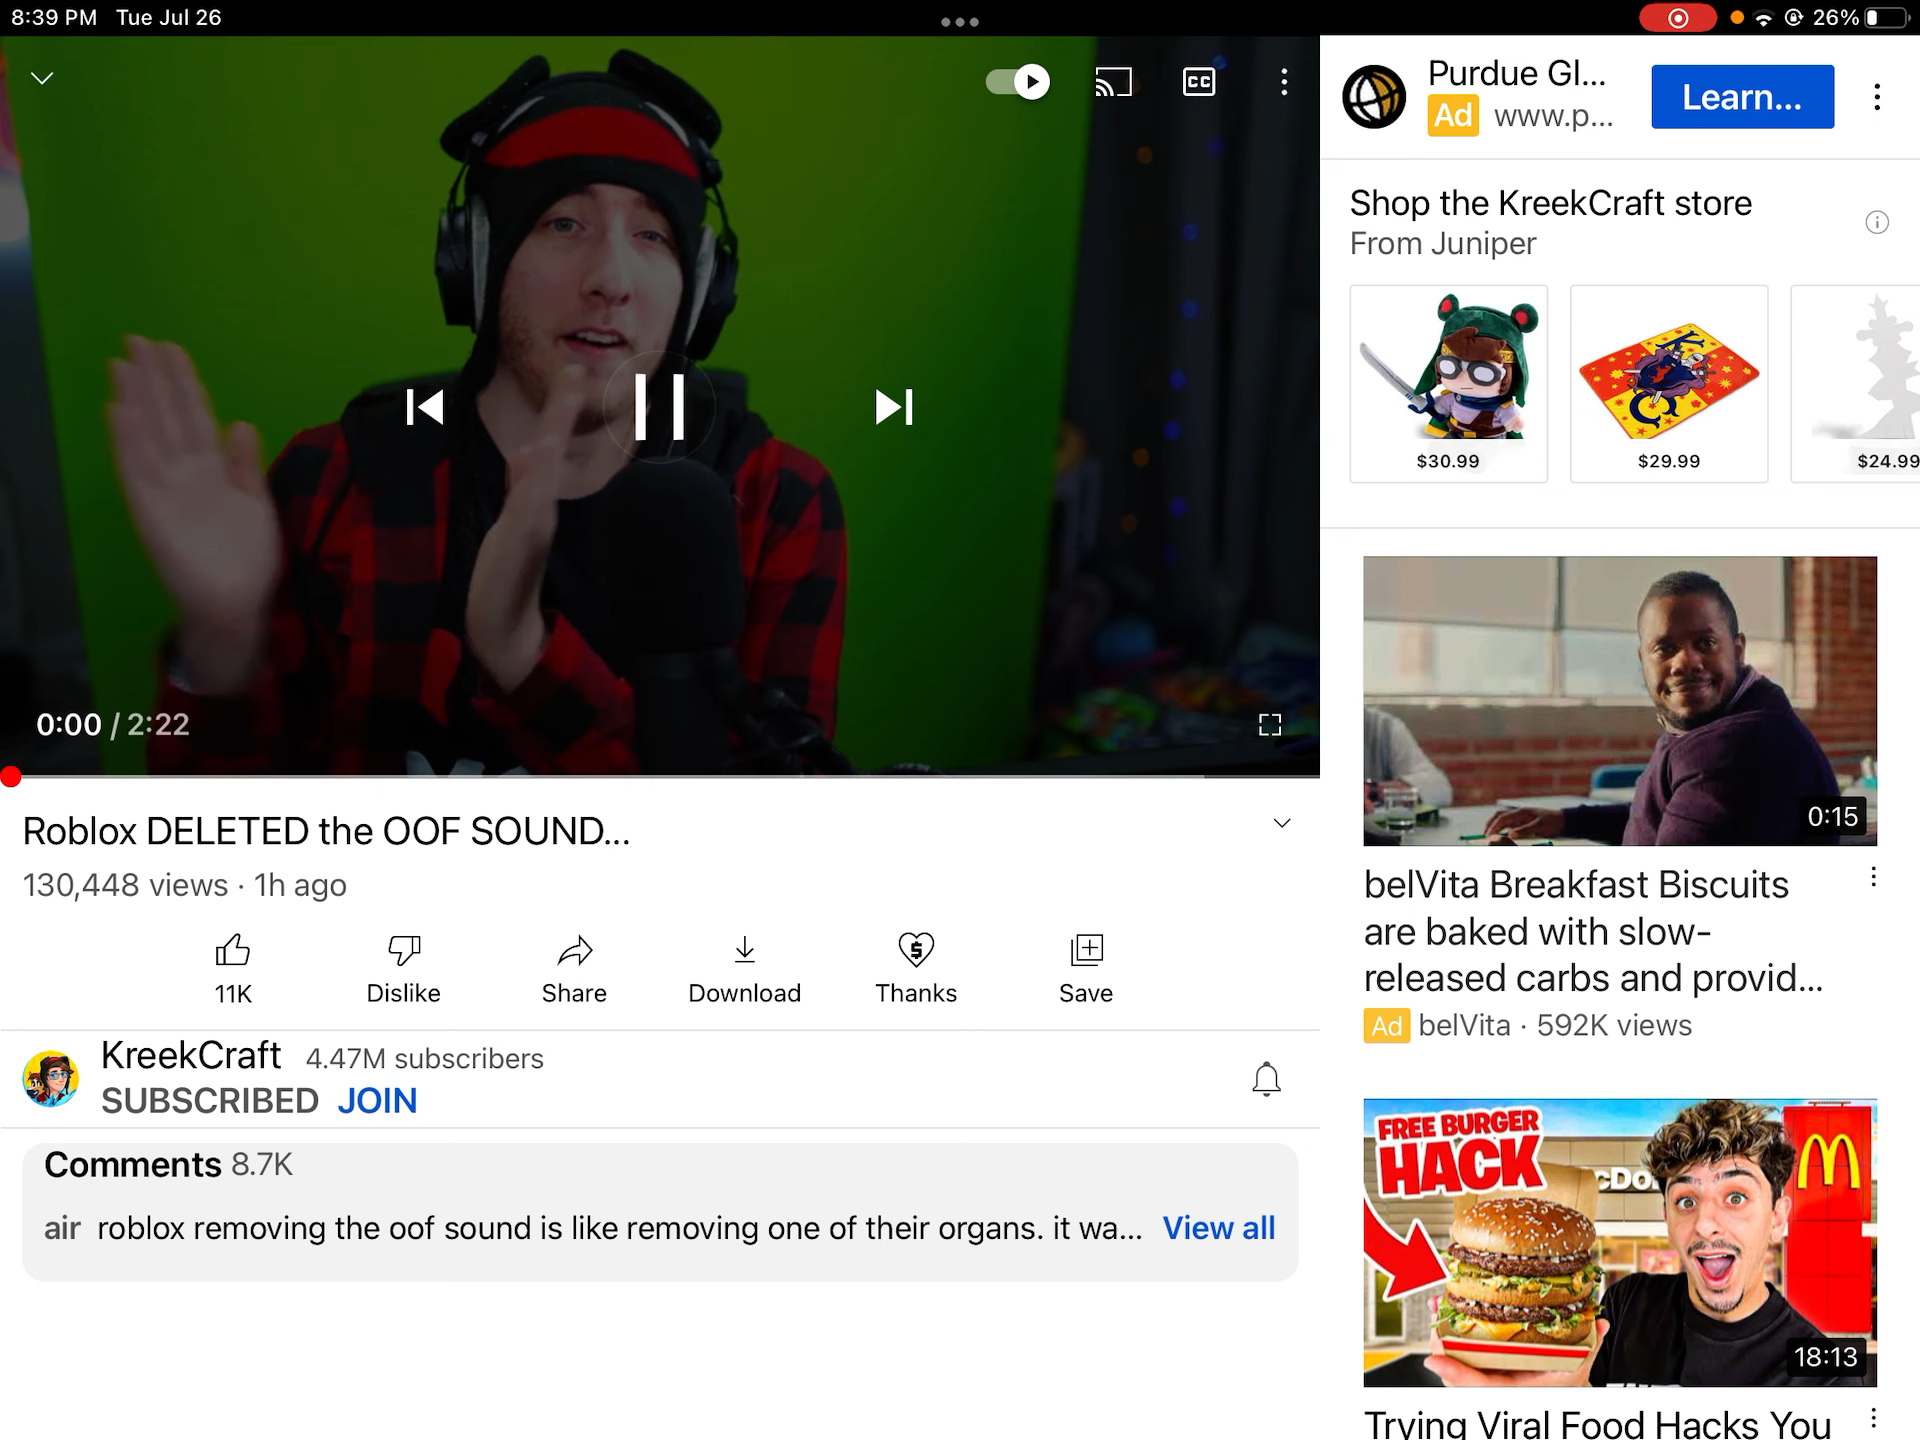 8:39 PM Tue Jul 26
26%
CC
0:00 / 2:22
Roblox DELETED the OOF SOUND...
130,448 views · 1h ago
11K
Dislike
Share
Download
Thanks
Save
KreekCraft 4.47M subscribers
SUBSCRIBED JOIN
Comments 8.7K
air roblox removing the oof sound is like removing one of their organs. it wa... View all
Purdue Gl...
Ad www.p...
Learn...
Shop the KreekCraft store
From Juniper
$30.99
$29.99
$24.99
0:15
belVita Breakfast Biscuits
are baked with slow-
released carbs and provid...
Ad belVita · 592K views
FREE BURGER
HACK
cDo
18:13
Trying Viral Food Hacks You